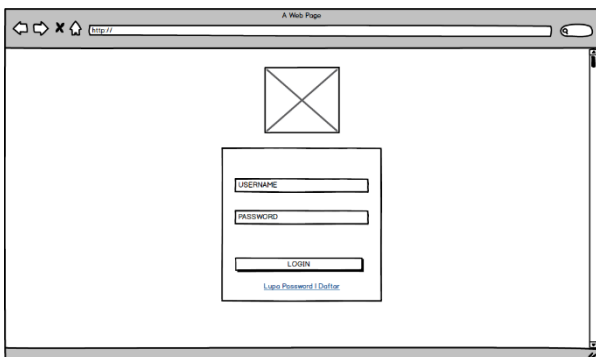 A Web Page
http://
USERNAME
PASSWORD
LOGIN
Lupa Password | Daftar